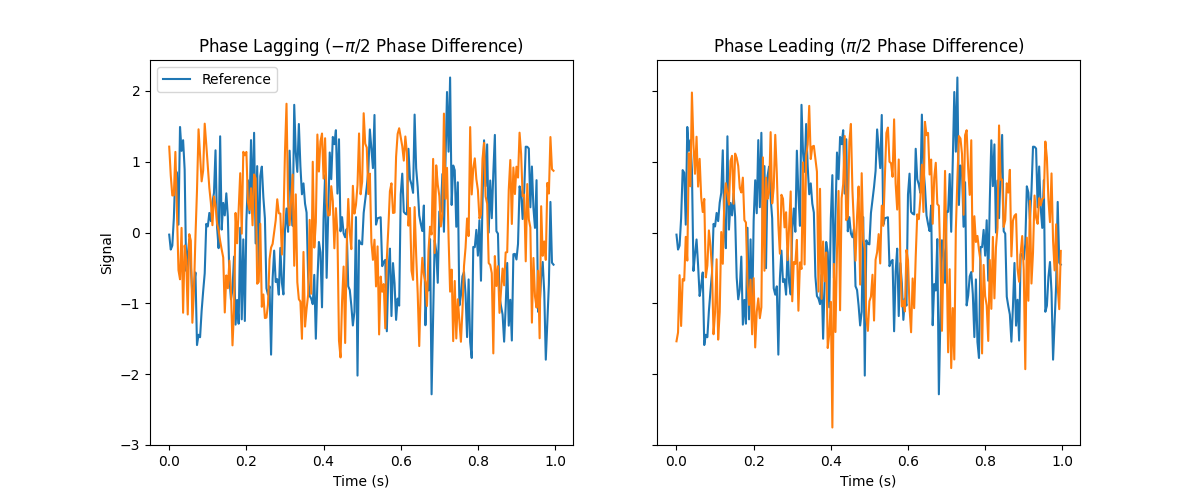 Phase Lagging (−π/2 Phase Difference)
Phase Leading (π/2 Phase Difference)
Reference
2
1
0
−1
−2
−3
Signal
0.0 0.2 0.4 0.6 0.8 1.0
0.0 0.2 0.4 0.6 0.8 1.0
Time (s)
Time (s)